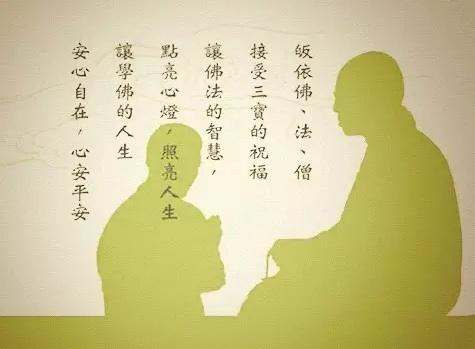 皈依佛、法、僧
接受三寶的祝福
讓佛法的智慧，
點亮心燈，照亮人生
讓學佛的人生
安心自在，心安平安